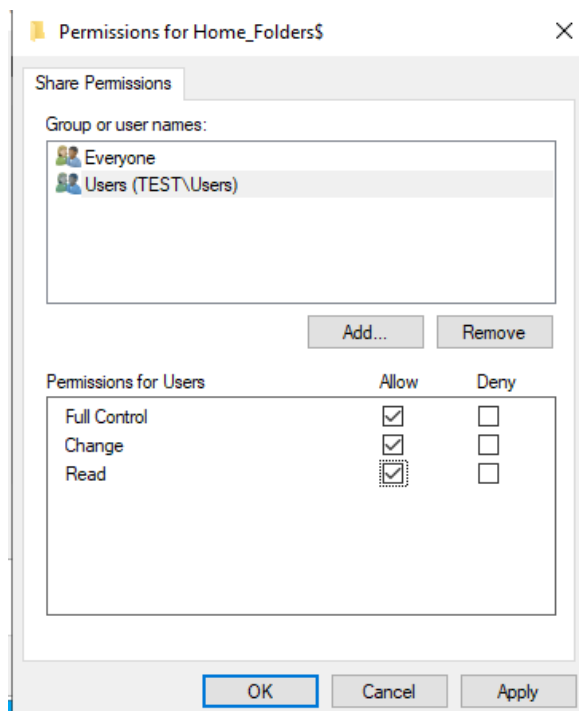 Permissions for Home_Folders$
Share Permissions
Group or user names:
Everyone
Users (TEST\Users)
Add... Remove
Permissions for Users Allow Deny
Full Control
Change
Read
OK Cancel Apply